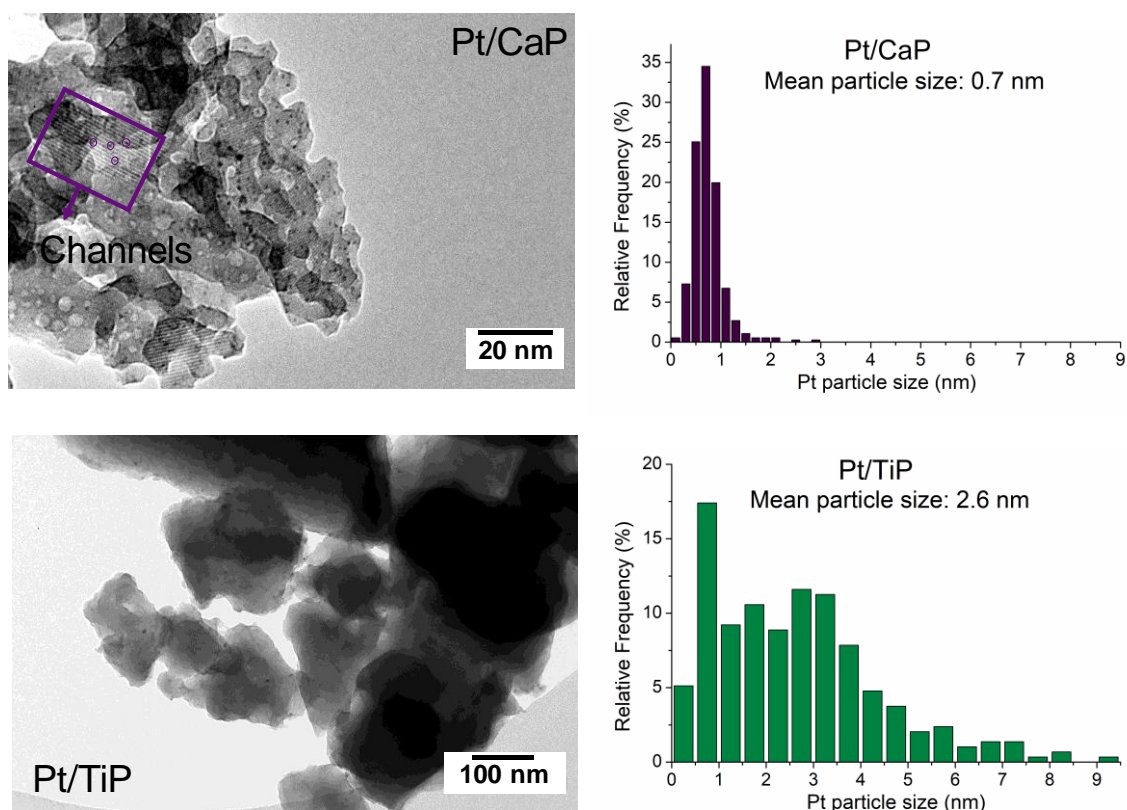 Pt/CaP
Channels
20 nm
Pt/CaP
Mean particle size: 0.7 nm
Relative Frequency (%)
35
30
25
20
15
10
5
0
0 1 2 3 4 5 6 7 8 9
Pt particle size (nm)
Pt/TiP
100 nm
Pt/TiP
Mean particle size: 2.6 nm
Relative Frequency (%)
20
15
10
5
0
0 1 2 3 4 5 6 7 8 9
Pt particle size (nm)